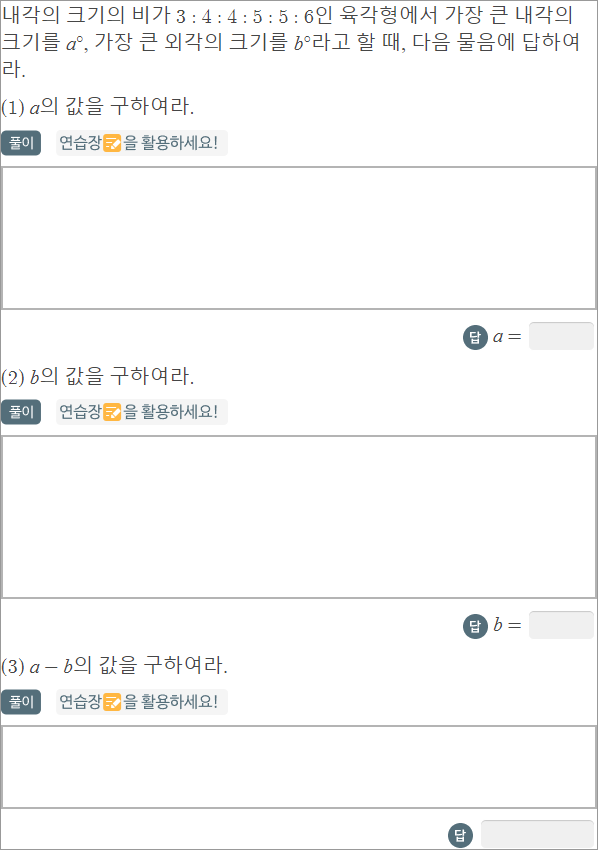 내각의 크기의 비가 3 : 4 : 4 : 5 : 5 : 6인 육각형에서 가장 큰 내각의
크기를 a°, 가장 큰 외각의 크기를 b°라고 할 때, 다음 물음에 답하여
라.
(1) a의 값을 구하여라.
풀이 연습장을 활용하세요!
답 a =
(2) b의 값을 구하여라.
풀이 연습장을 활용하세요!
답 b =
(3) a − b의 값을 구하여라.
풀이 연습장을 활용하세요!
답